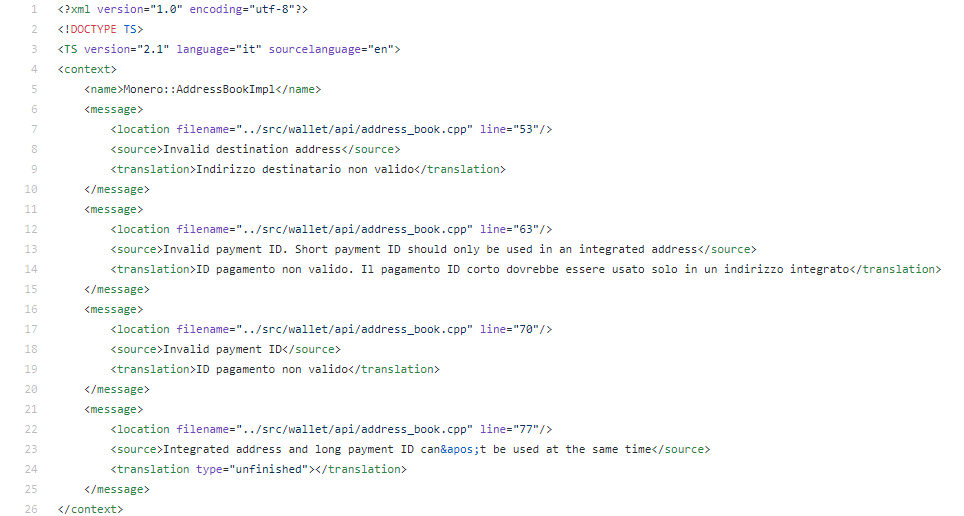 1 <?xml version="1.0" encoding="utf-8"?>
2 <!DOCTYPE TS>
3 <TS version="2.1" language="it" sourcelanguage="en">
4 <context>
5     <name>Monero::AddressBookImpl</name>
6     <message>
7         <location filename="../src/wallet/api/address_book.cpp" line="53"/>
8         <source>Invalid destination address</source>
9         <translation>Indirizzo destinatario non valido</translation>
10     </message>
11     <message>
12         <location filename="../src/wallet/api/address_book.cpp" line="63"/>
13         <source>Invalid payment ID. Short payment ID should only be used in an integrated address</source>
14         <translation>ID pagamento non valido. Il pagamento ID corto dovrebbe essere usato solo in un indirizzo integrato</translation>
15     </message>
16     <message>
17         <location filename="../src/wallet/api/address_book.cpp" line="70"/>
18         <source>Invalid payment ID</source>
19         <translation>ID pagamento non valido</translation>
20     </message>
21     <message>
22         <location filename="../src/wallet/api/address_book.cpp" line="77"/>
23         <source>Integrated address and long payment ID can&apos;t be used at the same time</source>
24         <translation type="unfinished"></translation>
25     </message>
26 </context>